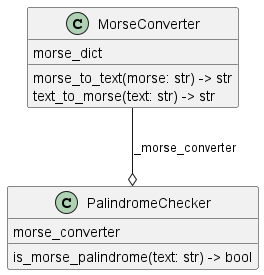 C MorseConverter
morse_dict
morse_to_text(morse: str) -> str
text_to_morse(text: str) -> str
_morse_converter
C PalindromeChecker
morse_converter
is_morse_palindrome(text: str) -> bool